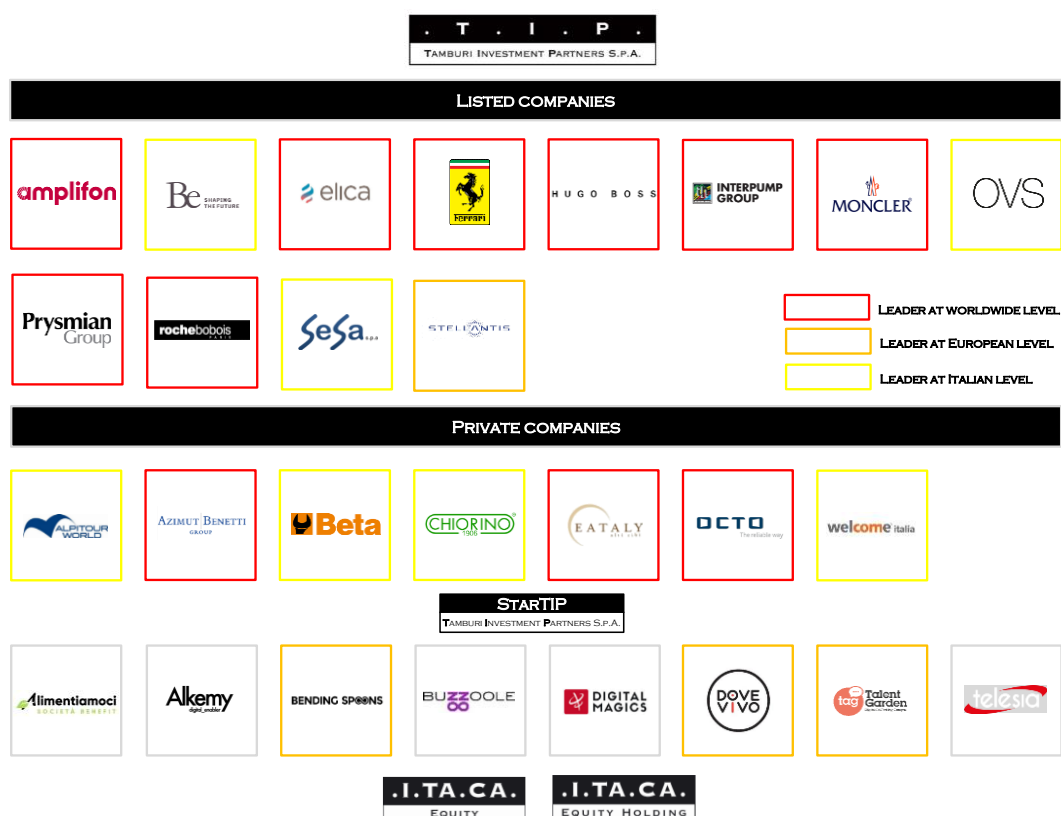 . T . I . P .
TAMBURI INVESTMENT PARTNERS S.P.A.
LISTED COMPANIES
amplifon
Be SHAPING THE FUTURE
elica
Ferrari
HUGO BOSS
INTERPUMP GROUP
MONCLER
OVS
Prysmian Group
rochebobois PARIS
SeSa s.p.a
STELLANTIS
LEADER AT WORLDWIDE LEVEL
LEADER AT EUROPEAN LEVEL
LEADER AT ITALIAN LEVEL
PRIVATE COMPANIES
ALPITOUR WORLD
AZIMUT|BENETTI GROUP
Beta
CHIORINO® 1906
EATALY alti cibi
OCTO The reliable way
welcome italia
STARTIP
TAMBURI INVESTMENT PARTNERS S.P.A.
Alimentiamoci SOCIETÀ BENEFIT
Alkemy digital_enabler
BENDING SPOONS
BUZZOOLE
DIGITAL MAGICS
DOVE VIVO
tag Talent Garden
telesia
.I.TA.CA. EQUITY
.I.TA.CA. EQUITY HOLDING